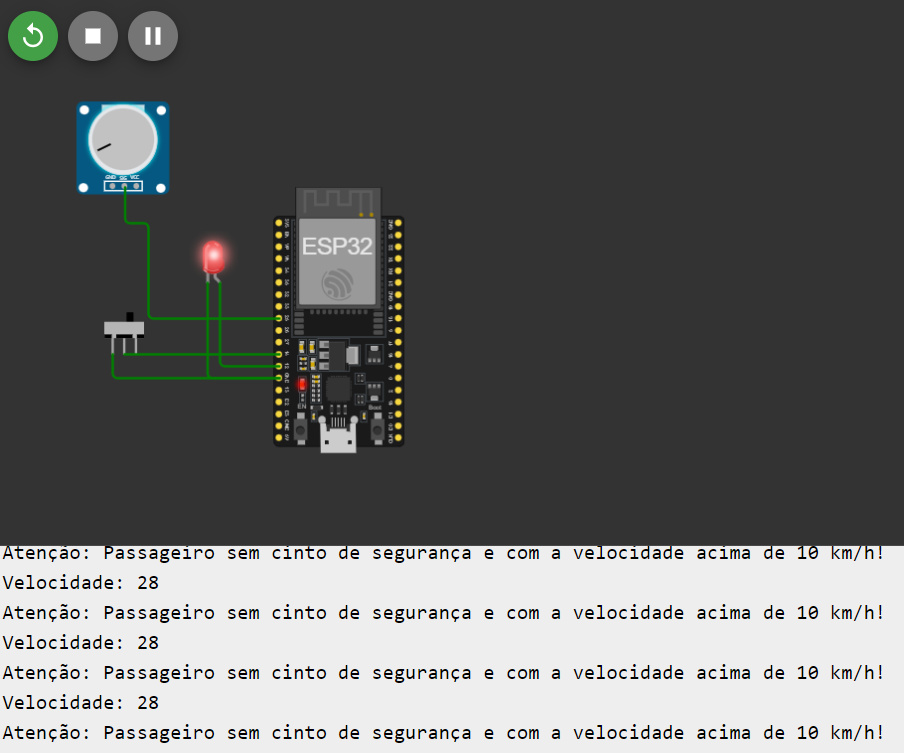 GND SIG VCC
ESP32
EN
Boot
Atenção: Passageiro sem cinto de segurança e com a velocidade acima de 10 km/h!
Velocidade: 28
Atenção: Passageiro sem cinto de segurança e com a velocidade acima de 10 km/h!
Velocidade: 28
Atenção: Passageiro sem cinto de segurança e com a velocidade acima de 10 km/h!
Velocidade: 28
Atenção: Passageiro sem cinto de segurança e com a velocidade acima de 10 km/h!